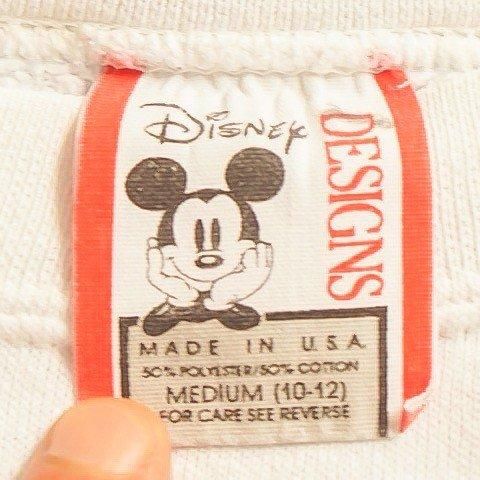 DISNEY
DESIGNS
MADE IN U.S.A.
50% POLYESTER/50% COTTON
MEDIUM (10-12)
FOR CARE SEE REVERSE